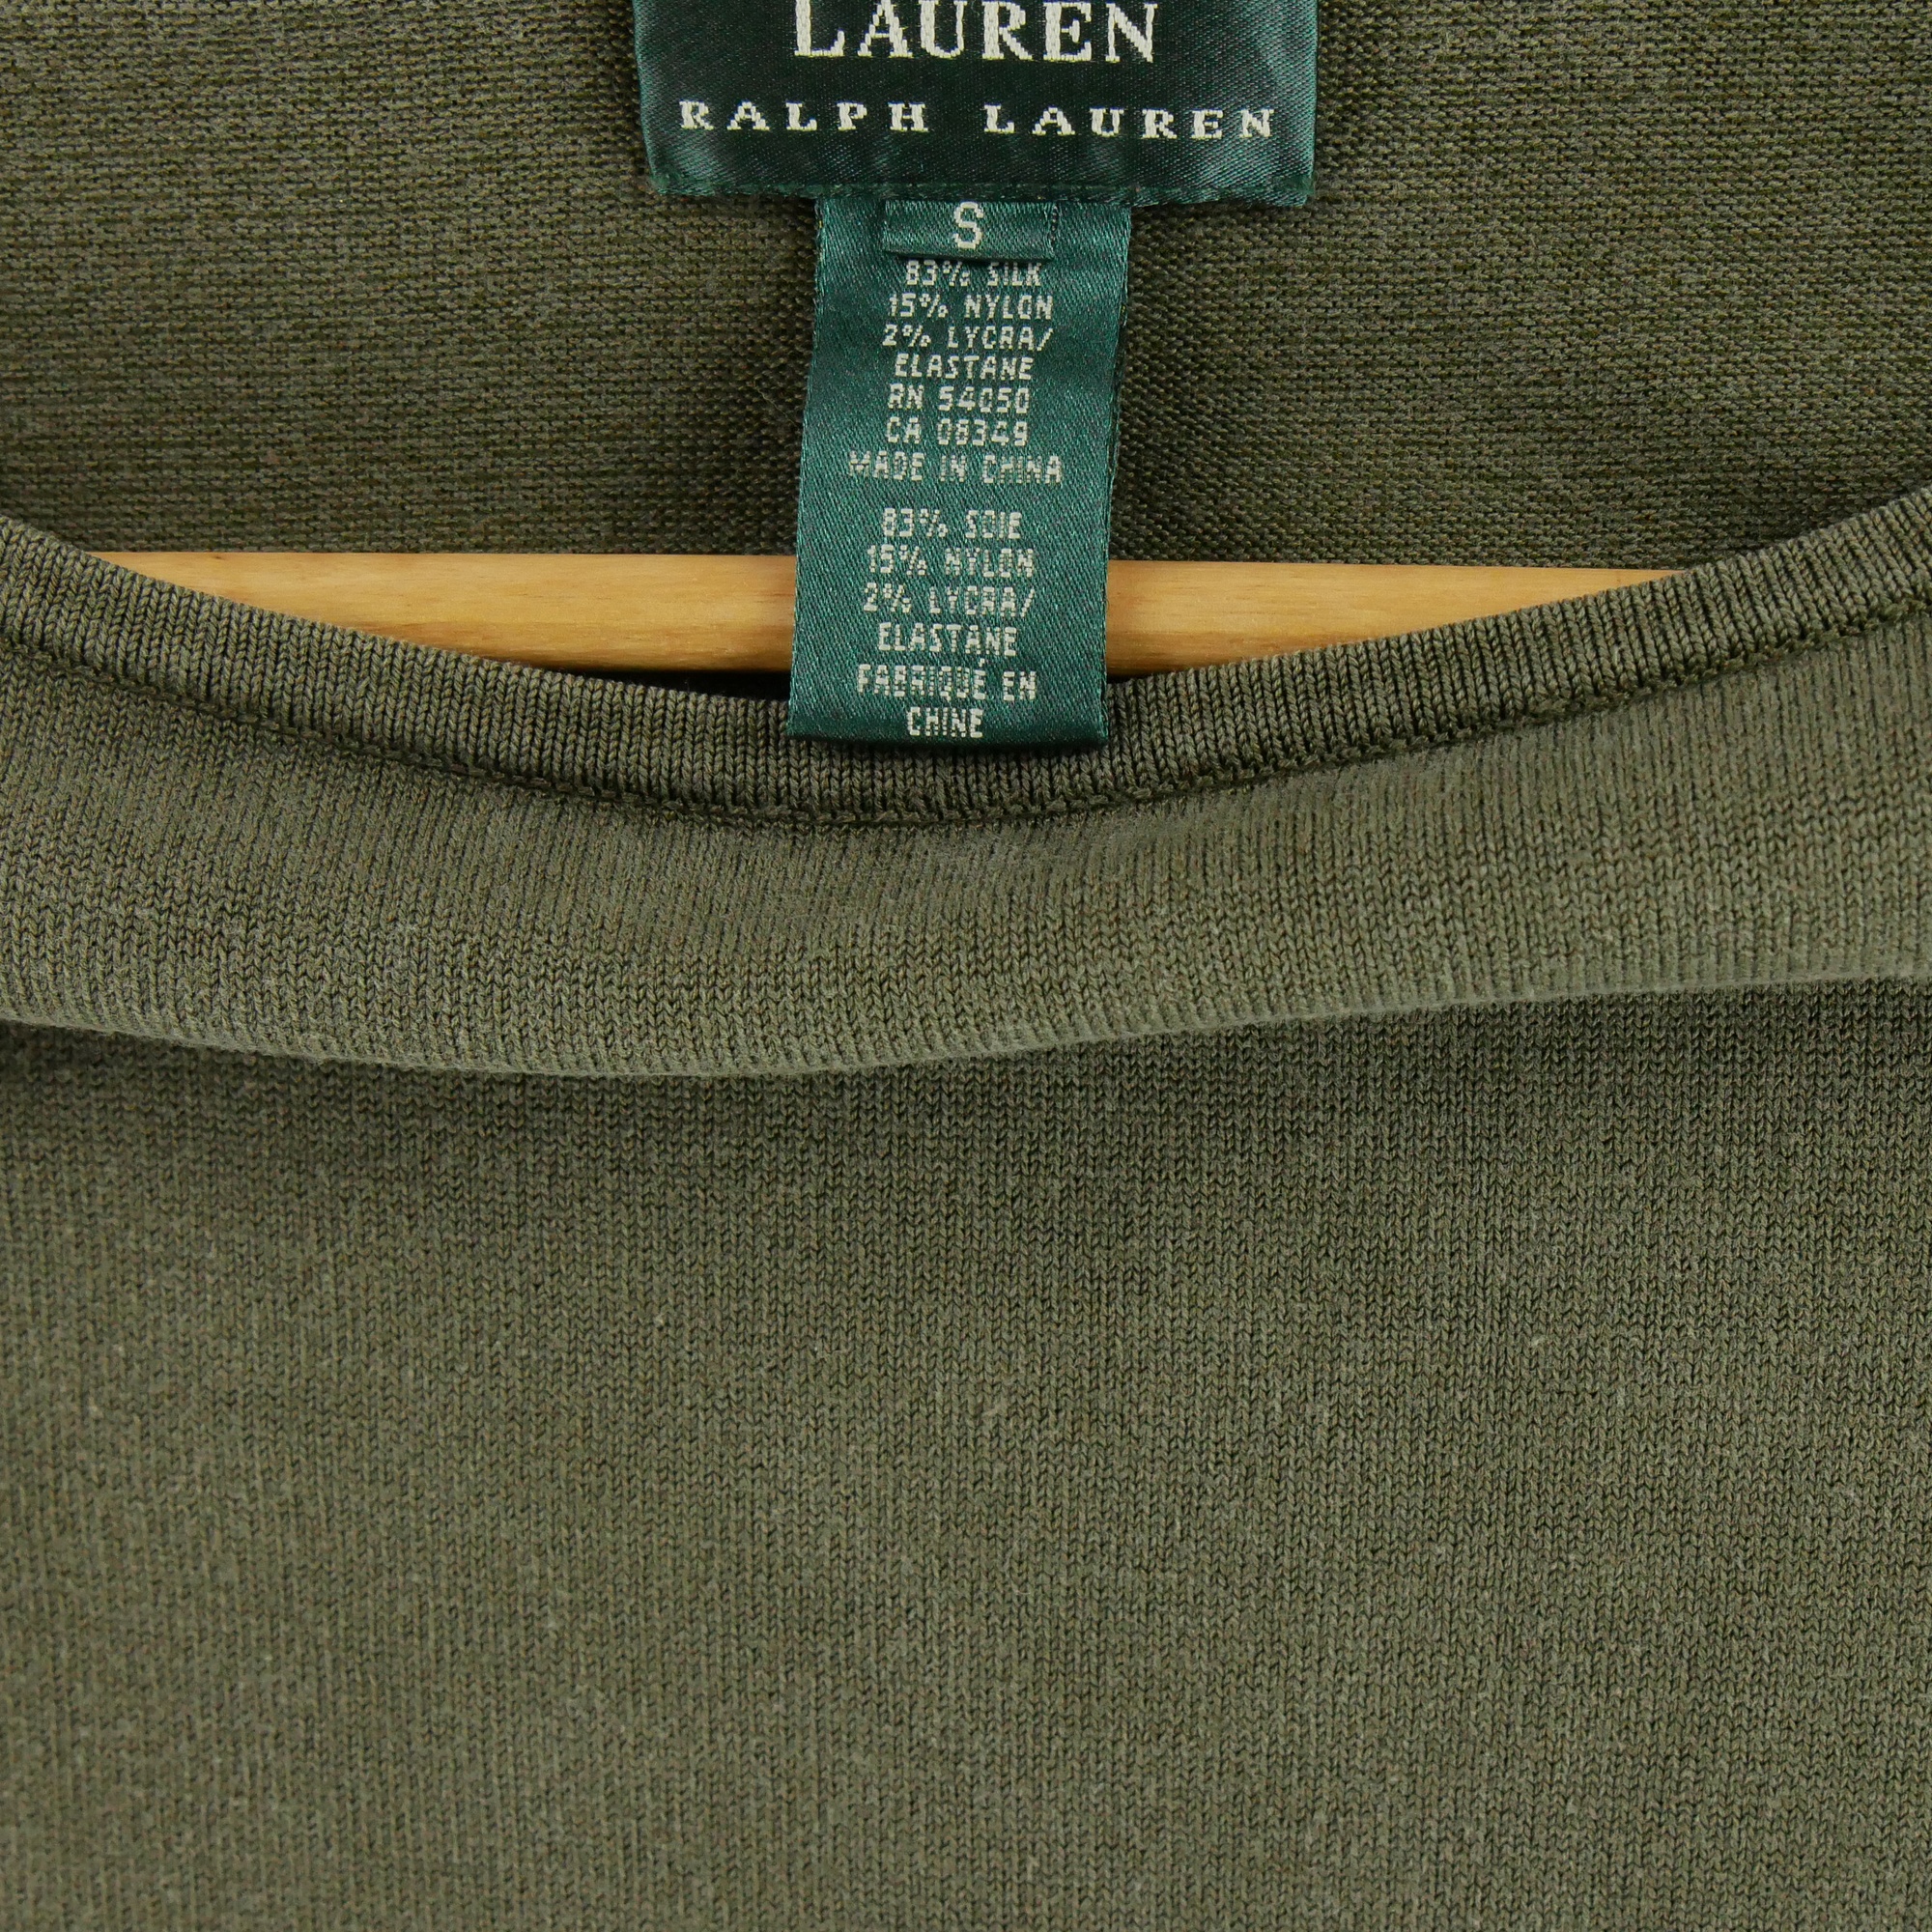 LAUREN
RALPH LAUREN
S
83% SILK
15% NYLON
2% LYCRA/
ELASTANE
RN 54050
CA 08349
MADE IN CHINA
83% SOIE
15% NYLON
2% LYCRA/
ELASTANE
FABRIQUÉ EN
CHINE